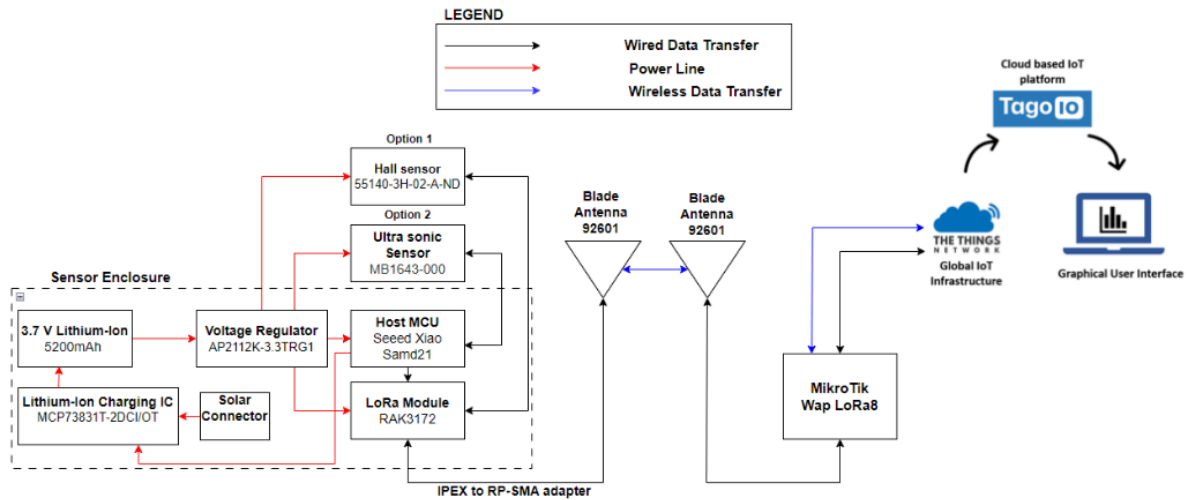 LEGEND
Wired Data Transfer
Power Line
Wireless Data Transfer
Cloud based IoT
platform
Tago IO
Option 1
Hall sensor
55140-3H-02-A-ND
Option 2
Ultra sonic
Sensor
MB1643-000
Blade
Antenna
92601
Blade
Antenna
92601
THE THINGS
NETWORK
Global IoT
Infrastructure
Graphical User Interface
Sensor Enclosure
3.7 V Lithium-Ion
5200mAh
Voltage Regulator
AP2112K-3.3TRG1
Host MCU
Seeed Xiao
Samd21
Lithium-Ion Charging IC
MCP73831T-2DCI/OT
Solar
Connector
LoRa Module
RAK3172
MikroTik
Wap LoRa8
IPEX to RP-SMA adapter